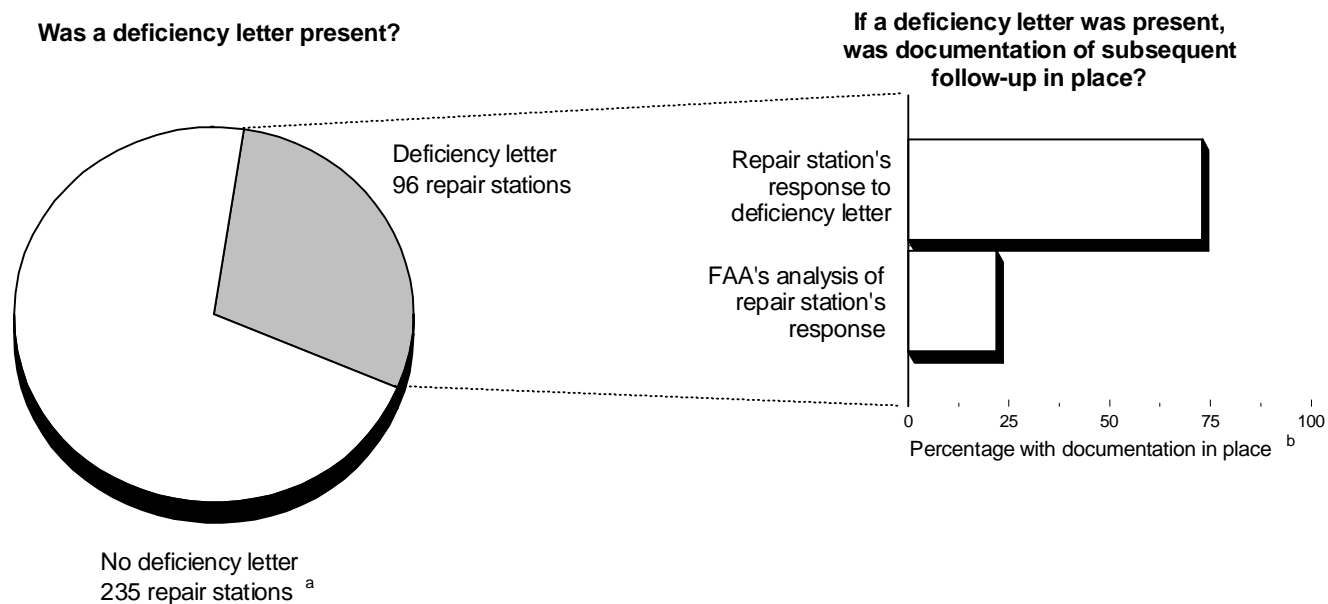 Was a deficiency letter present?
Deficiency letter
96 repair stations
No deficiency letter
235 repair stations a
If a deficiency letter was present,
was documentation of subsequent
follow-up in place?
Repair station's
response to
deficiency letter
FAA's analysis of
repair station's
response
0 25 50 75 100
Percentage with documentation in place b